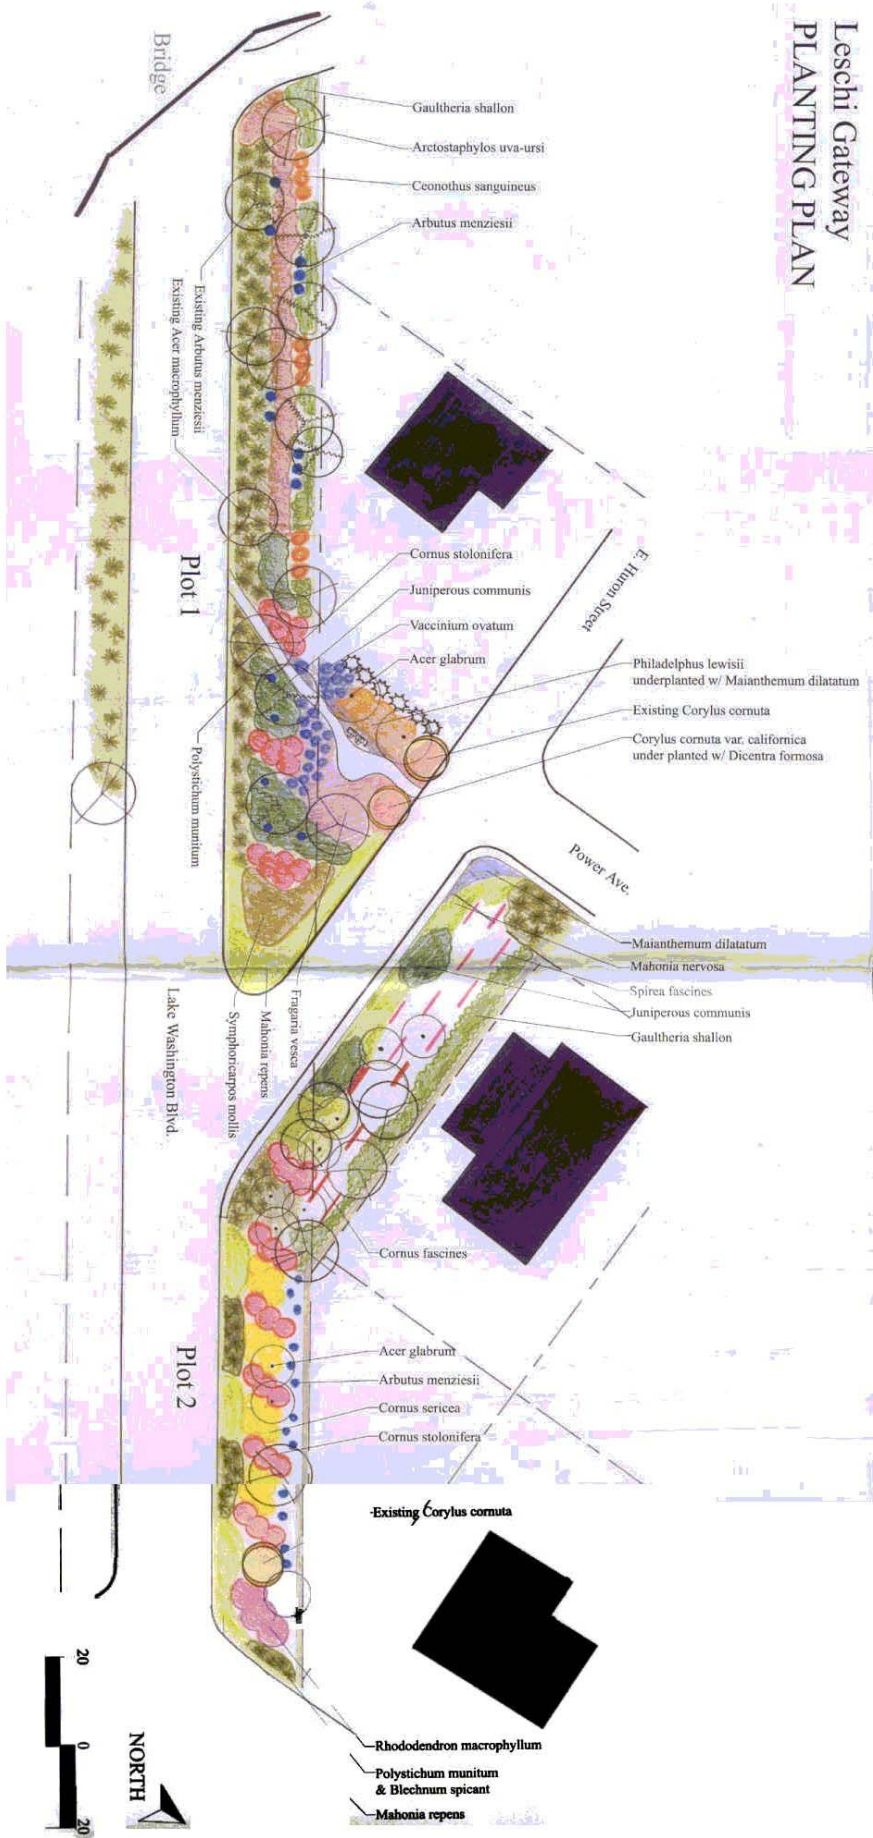 Leschi Gateway
PLANTING PLAN
Bridge
Gaultheria shallon
Arctostaphylos uva-ursi
Ceonothus sanguineus
Arbutus menziesii
Existing Arbutus menziesii
Existing Acer macrophyllum
Plot 1
Cornus stolonifera
Juniperous communis
Vaccinium ovatum
Acer glabrum
E. Huron Street
Philadelphus lewisii
underplanted w/ Maianthemum dilatatum
Existing Corylus cornuta
Corylus cornuta var. californica
under planted w/ Dicentra formosa
Polystichum munitum
Power Ave.
Maianthemum dilatatum
Mahonia nervosa
Spirea fascines
Juniperous communis
Gaultheria shallon
Fragaria vesca
Mahonia repens
Symphoricarpos mollis
Lake Washington Blvd.
Cornus fascines
Plot 2
Acer glabrum
Arbutus menziesii
Cornus sericea
Cornus stolonifera
Existing Corylus cornuta
Rhododendron macrophyllum
Polystichum munitum
& Blechnum spicant
Mahonia repens
20
0
20
NORTH